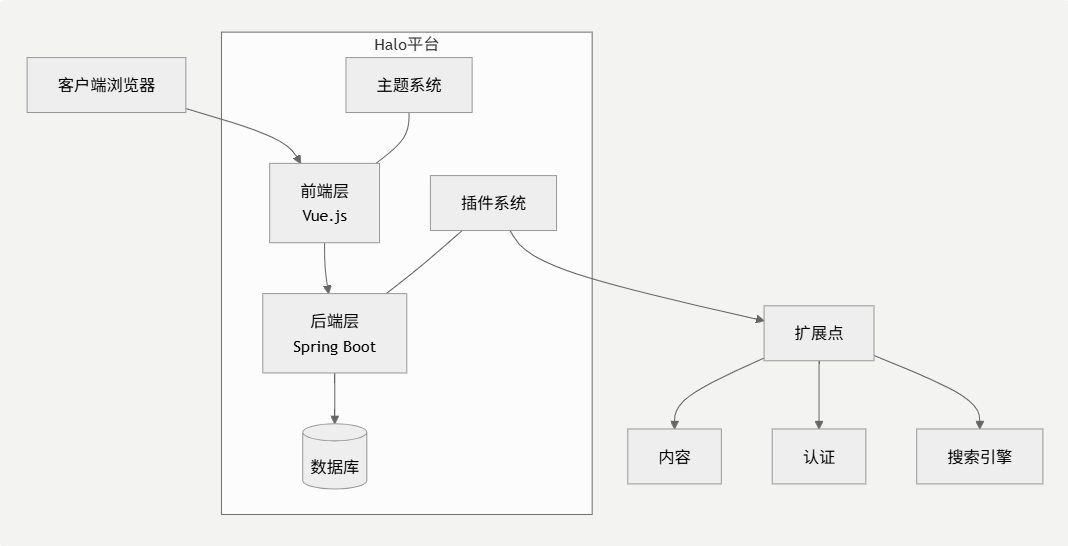 Halo平台
客户端浏览器
主题系统
前端层
Vue.js
插件系统
后端层
Spring Boot
扩展点
数据库
内容
认证
搜索引擎